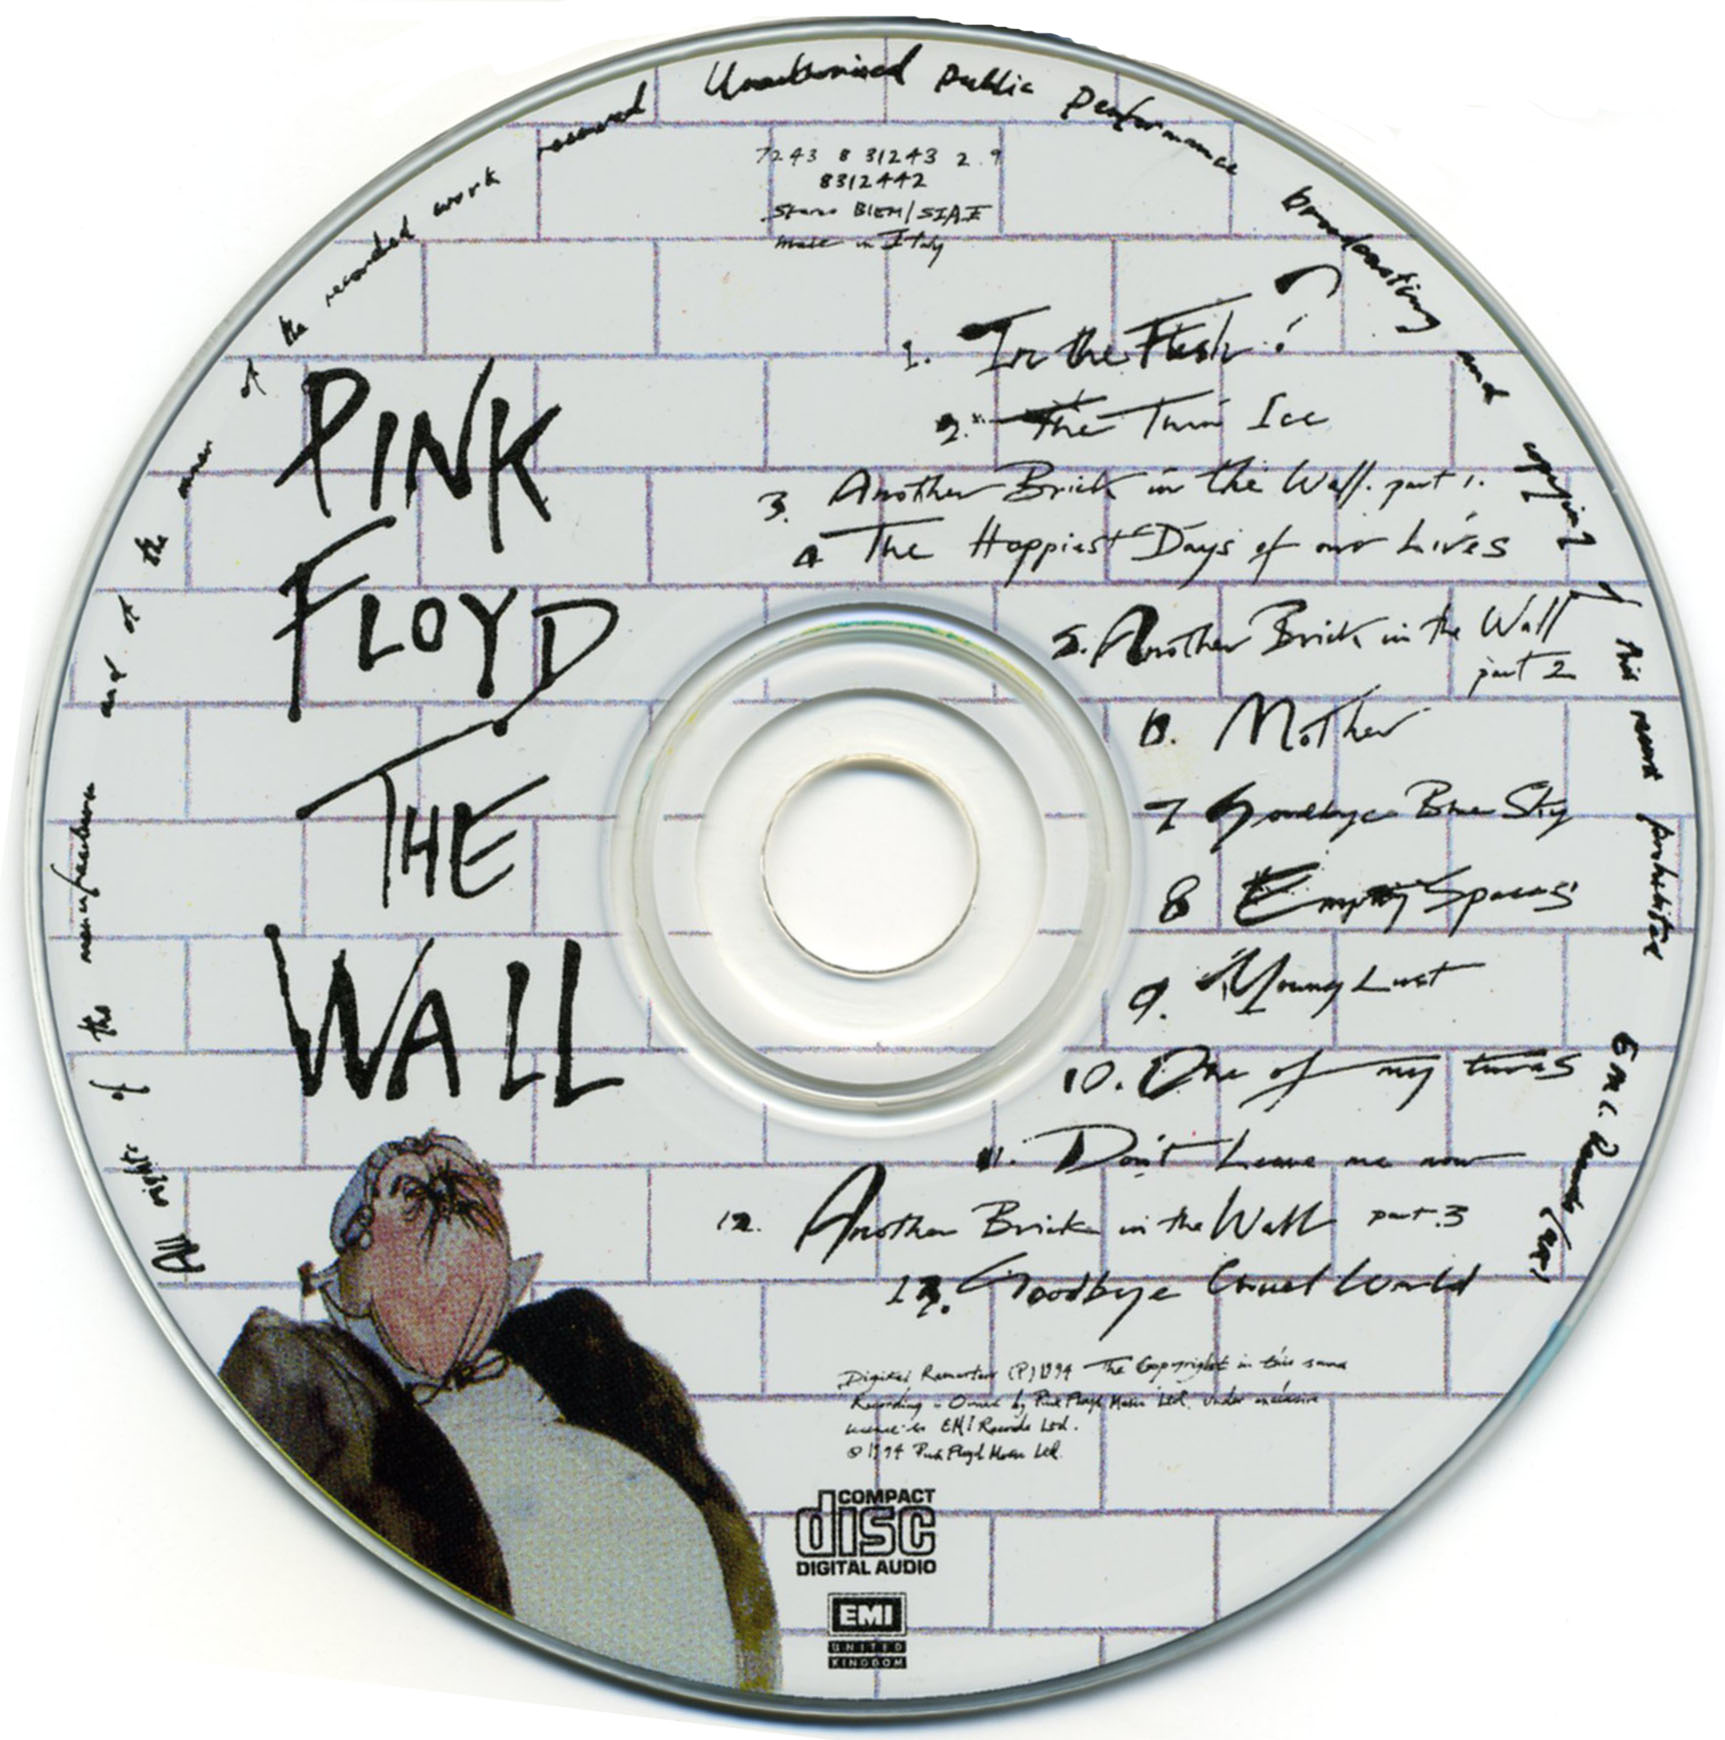 All rights of the manufacturer and of the owner of the recorded work reserved Unauthorised public performance broadcasting and copying of this record prohibited EMI Records (UK)
7243 8 31243 2 9
8312442
Stereo BIEM/SIAE
made in Italy
PINK
FLOYD
THE
WALL
1. In the Flesh?
2. The Thin Ice
3. Another Brick in the Wall. part 1.
4 The Happiest Days of our Lives
5. Another Brick in the Wall
part 2
6. Mother
7 Goodbye Blue Sky
8 Empty Spaces
9. Young Lust
10. One of my turns
11. Don't Leave me now
12. Another Brick in the Wall part.3
13. Goodbye Cruel World
Digital Remaster (P) 1994 The Copyright in this sound
Recording is Owned by Pink Floyd Music Ltd. under exclusive
licence to EMI Records Ltd.
© 1994 Pink Floyd Music Ltd.
COMPACT
disc
DIGITAL AUDIO
EMI
UNITED
KINGDOM